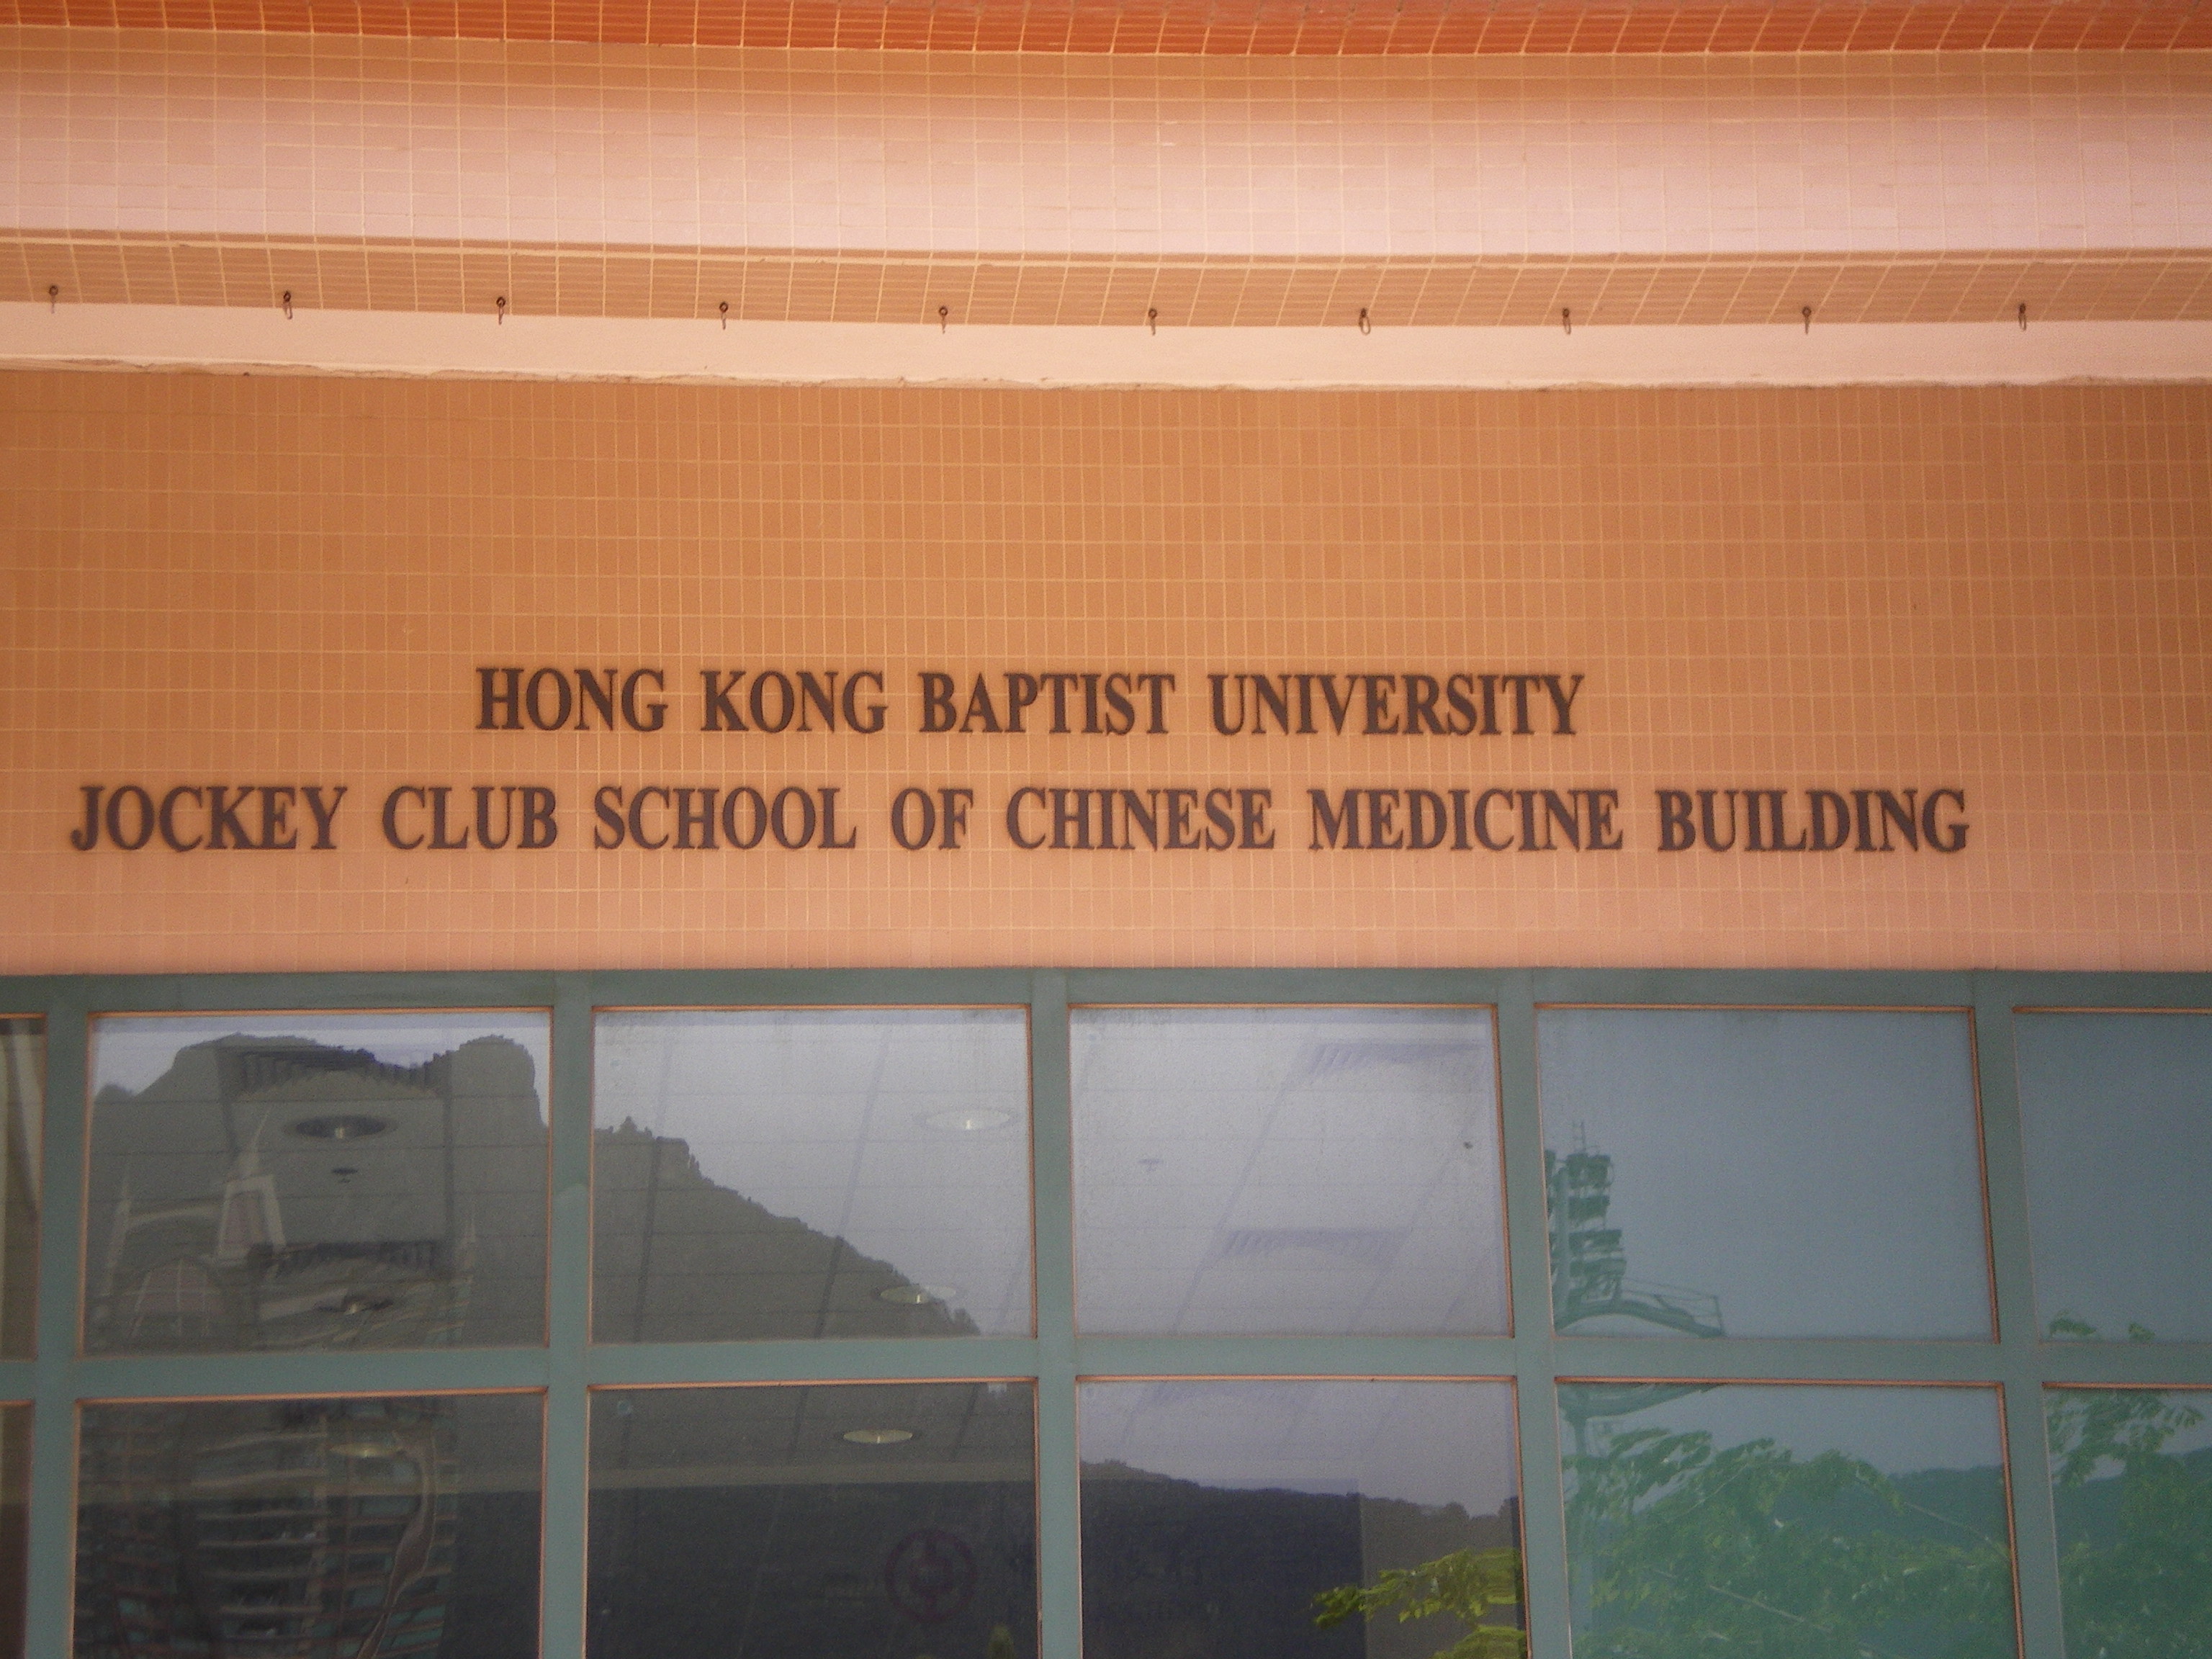 HONG KONG BAPTIST UNIVERSITY
JOCKEY CLUB SCHOOL OF CHINESE MEDICINE BUILDING